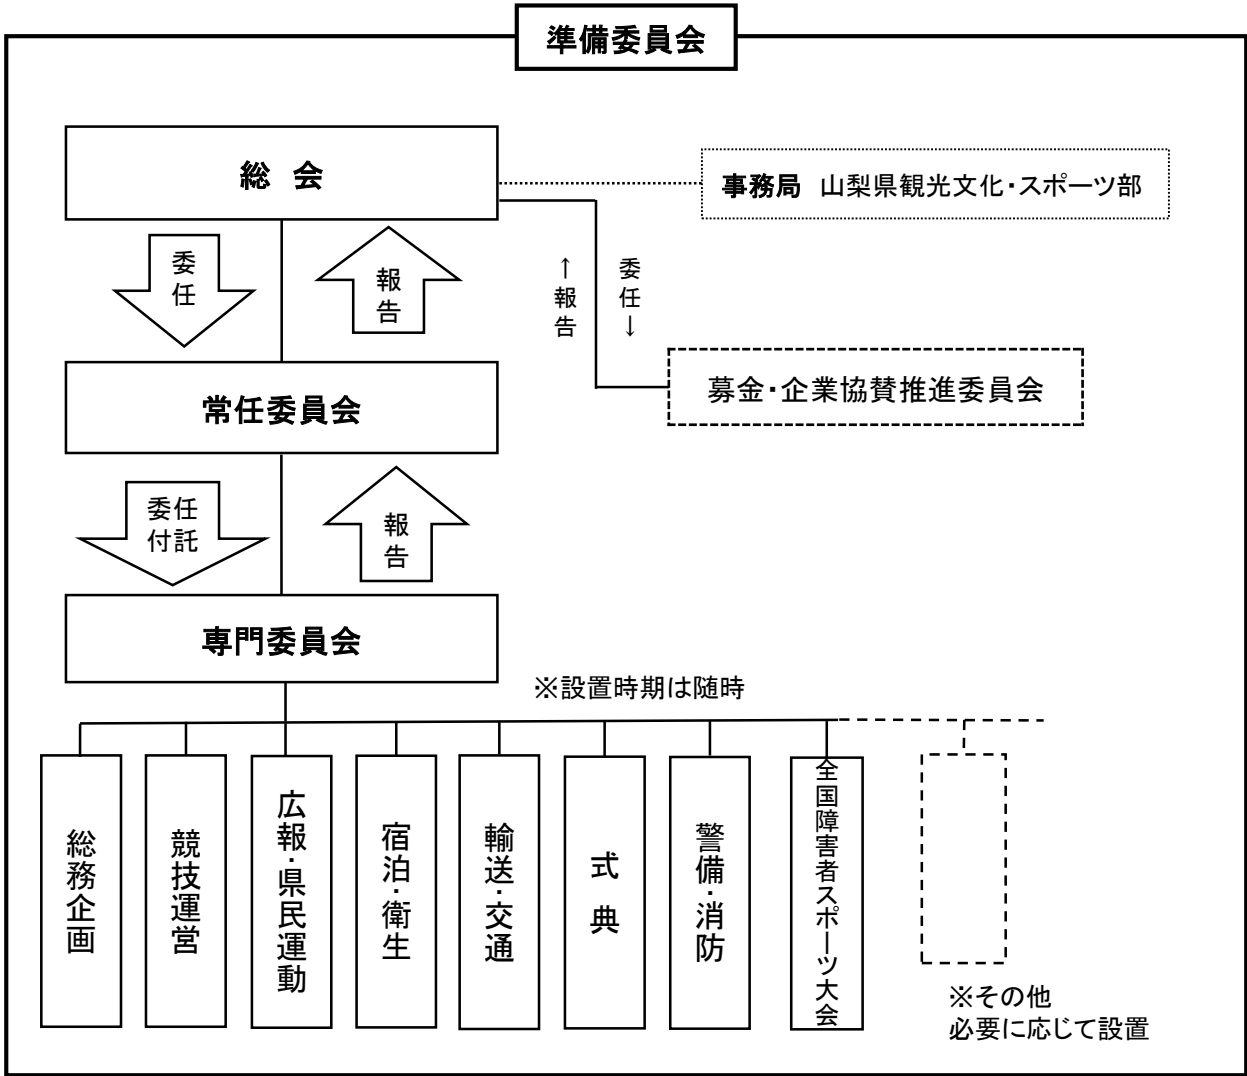 準備委員会
総　会
事務局　山梨県観光文化・スポーツ部
委任
報告
↑報告
委任↓
募金・企業協賛推進委員会
常任委員会
委任
付託
報告
専門委員会
※設置時期は随時
総務企画
競技運営
広報・県民運動
宿泊・衛生
輸送・交通
式典
警備・消防
全国障害者スポーツ大会
※その他
必要に応じて設置